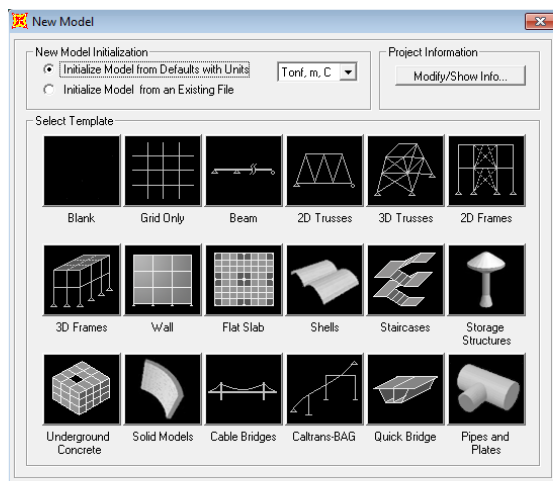 New Model
New Model Initialization
Initialize Model from Defaults with Units
Tonf, m, C
Initialize Model from an Existing File
Project Information
Modify/Show Info...
Select Template
Blank
Grid Only
Beam
2D Trusses
3D Trusses
2D Frames
3D Frames
Wall
Flat Slab
Shells
Staircases
Storage
Structures
Underground
Concrete
Solid Models
Cable Bridges
Caltrans-BAG
Quick Bridge
Pipes and
Plates